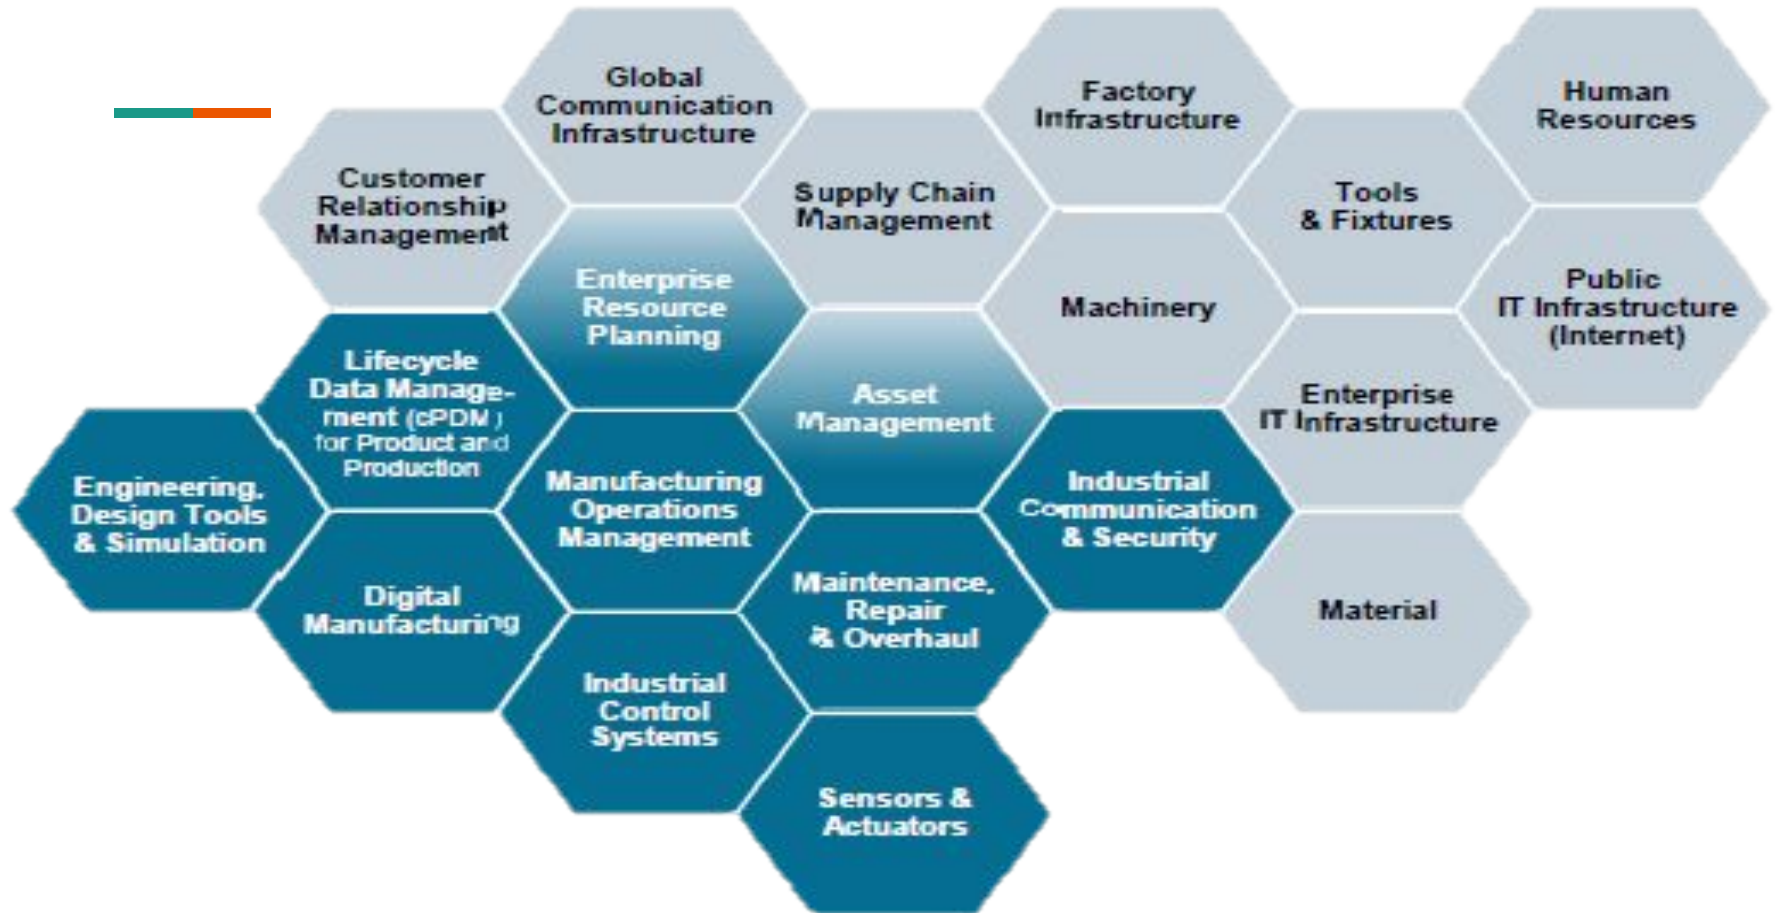 Global
Communication
Infrastructure
Factory
Infrastructure
Human
Resources
Customer
Relationship
Management
Supply Chain
Management
Tools
& Fixtures
Enterprise
Resource
Planning
Machinery
Public
IT Infrastructure
(Internet)
Lifecycle
Data Manage-
ment (cPDM)
for Product and
Production
Asset
Management
Enterprise
IT Infrastructure
Engineering,
Design Tools
& Simulation
Manufacturing
Operations
Management
Industrial
Communication
& Security
Digital
Manufacturing
Maintenance,
Repair
& Overhaul
Material
Industrial
Control
Systems
Sensors &
Actuators